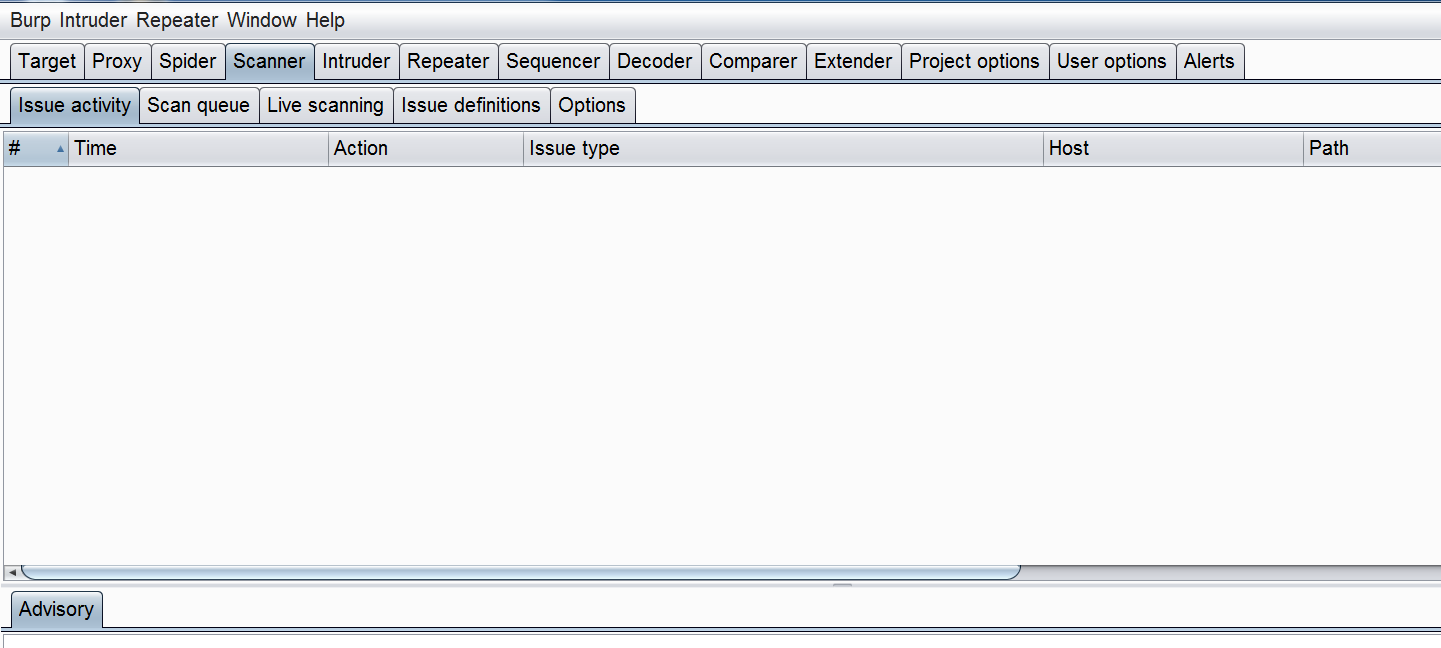 Burp Intruder Repeater Window Help
Target Proxy Spider Scanner Intruder Repeater Sequencer Decoder Comparer Extender Project options User options Alerts
Issue activity Scan queue Live scanning Issue definitions Options
# Time Action Issue type Host Path
Advisory